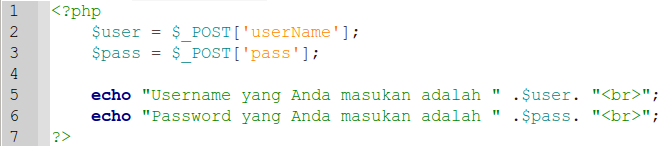 1 <?php
2 $user = $_POST['userName'];
3 $pass = $_POST['pass'];
4
5 echo "Username yang Anda masukan adalah " .$user. "<br>";
6 echo "Password yang Anda masukan adalah " .$pass. "<br>";
7 ?>